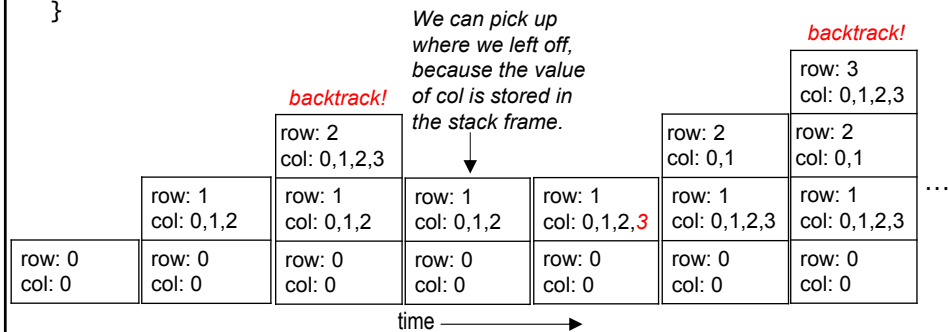 }
We can pick up
where we left off,
because the value
of col is stored in
the stack frame.
backtrack!
backtrack!
row: 3
col: 0,1,2,3
row: 2
col: 0,1,2,3
row: 2
col: 0,1
row: 2
col: 0,1
row: 1
col: 0,1,2
row: 1
col: 0,1,2
row: 1
col: 0,1,2
row: 1
col: 0,1,2,3
row: 1
col: 0,1,2,3
row: 1
col: 0,1,2,3
...
row: 0
col: 0
row: 0
col: 0
row: 0
col: 0
row: 0
col: 0
row: 0
col: 0
row: 0
col: 0
row: 0
col: 0
time